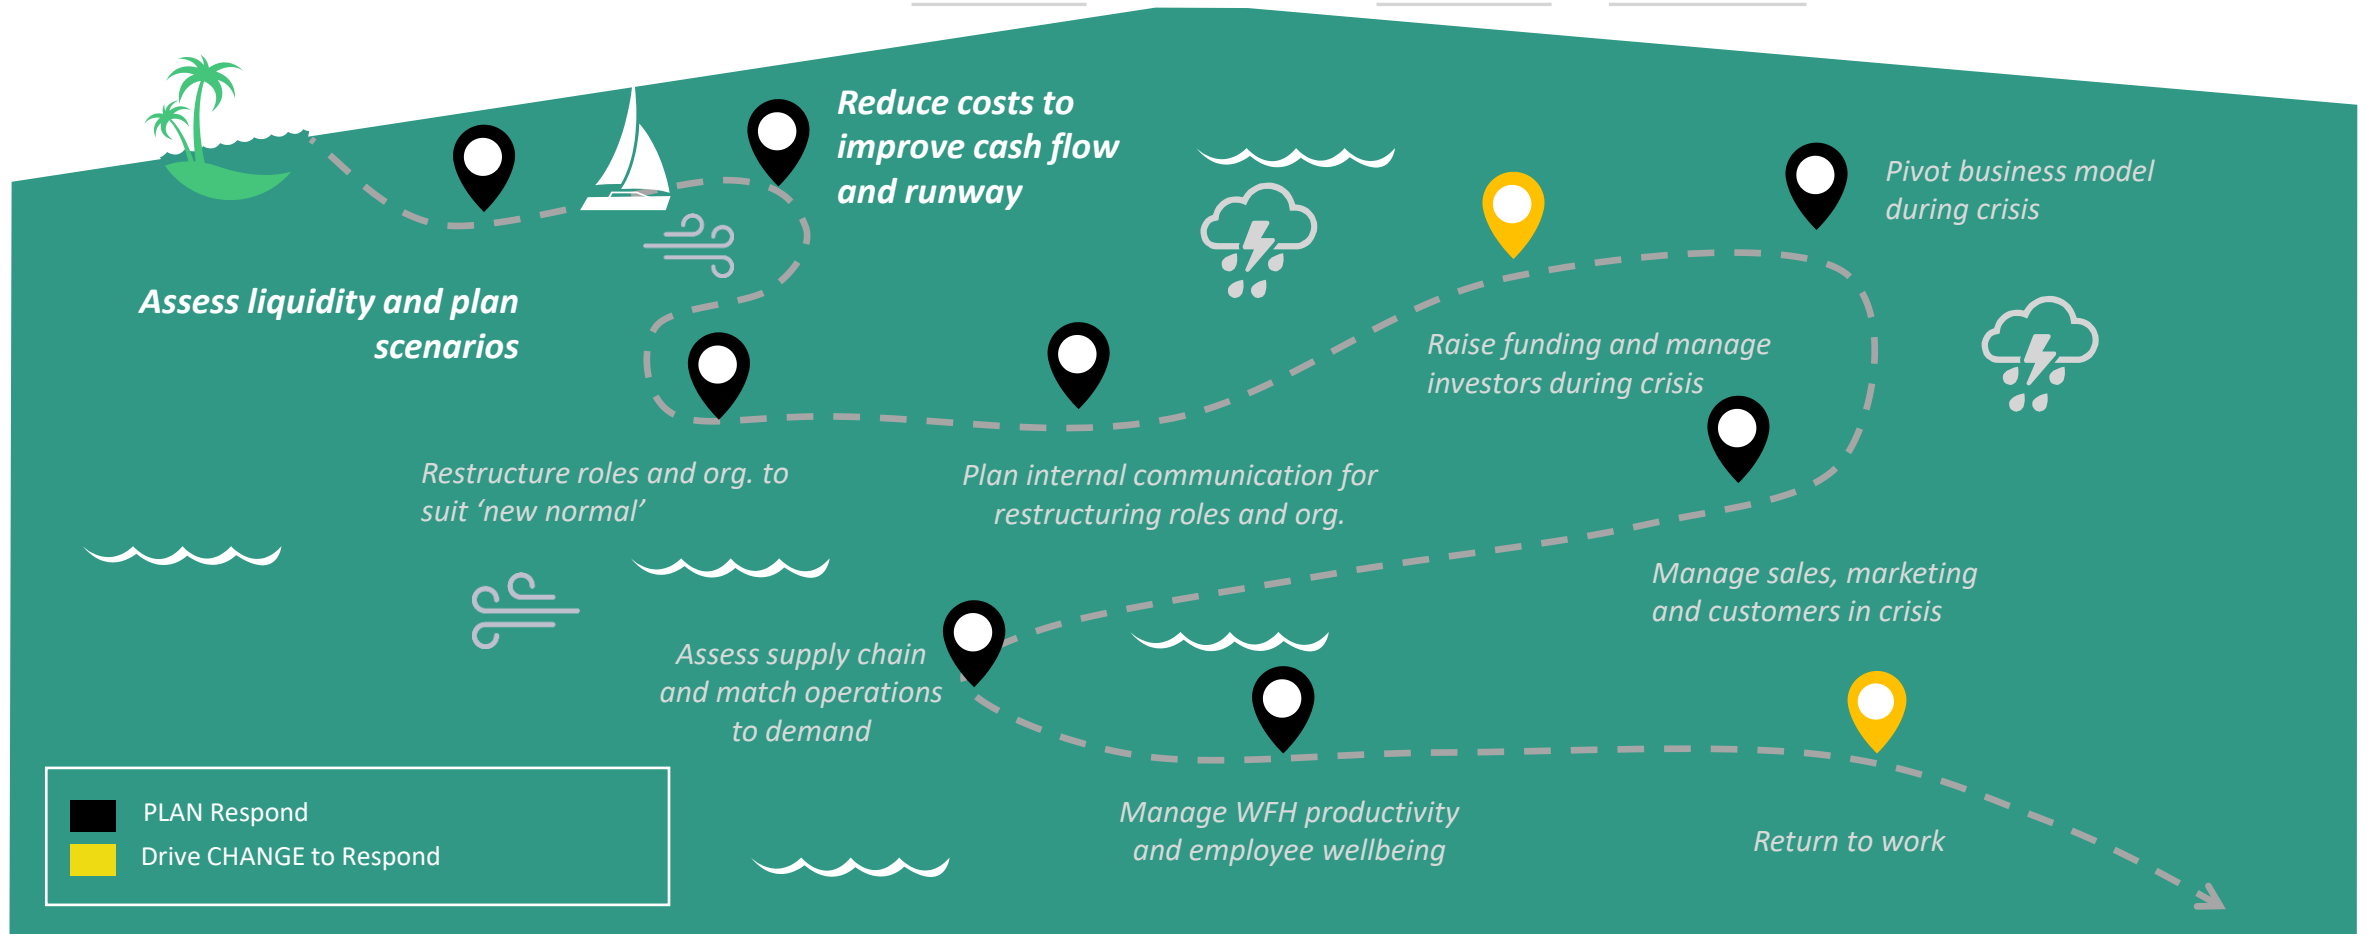 Reduce costs to
improve cash flow
and runway
Pivot business model
during crisis
Assess liquidity and plan
scenarios
Raise funding and manage
investors during crisis
Restructure roles and org. to
suit ‘new normal’
Plan internal communication for
restructuring roles and org.
Manage sales, marketing
and customers in crisis
Assess supply chain
and match operations
to demand
Manage WFH productivity
and employee wellbeing
Return to work
PLAN Respond
Drive CHANGE to Respond